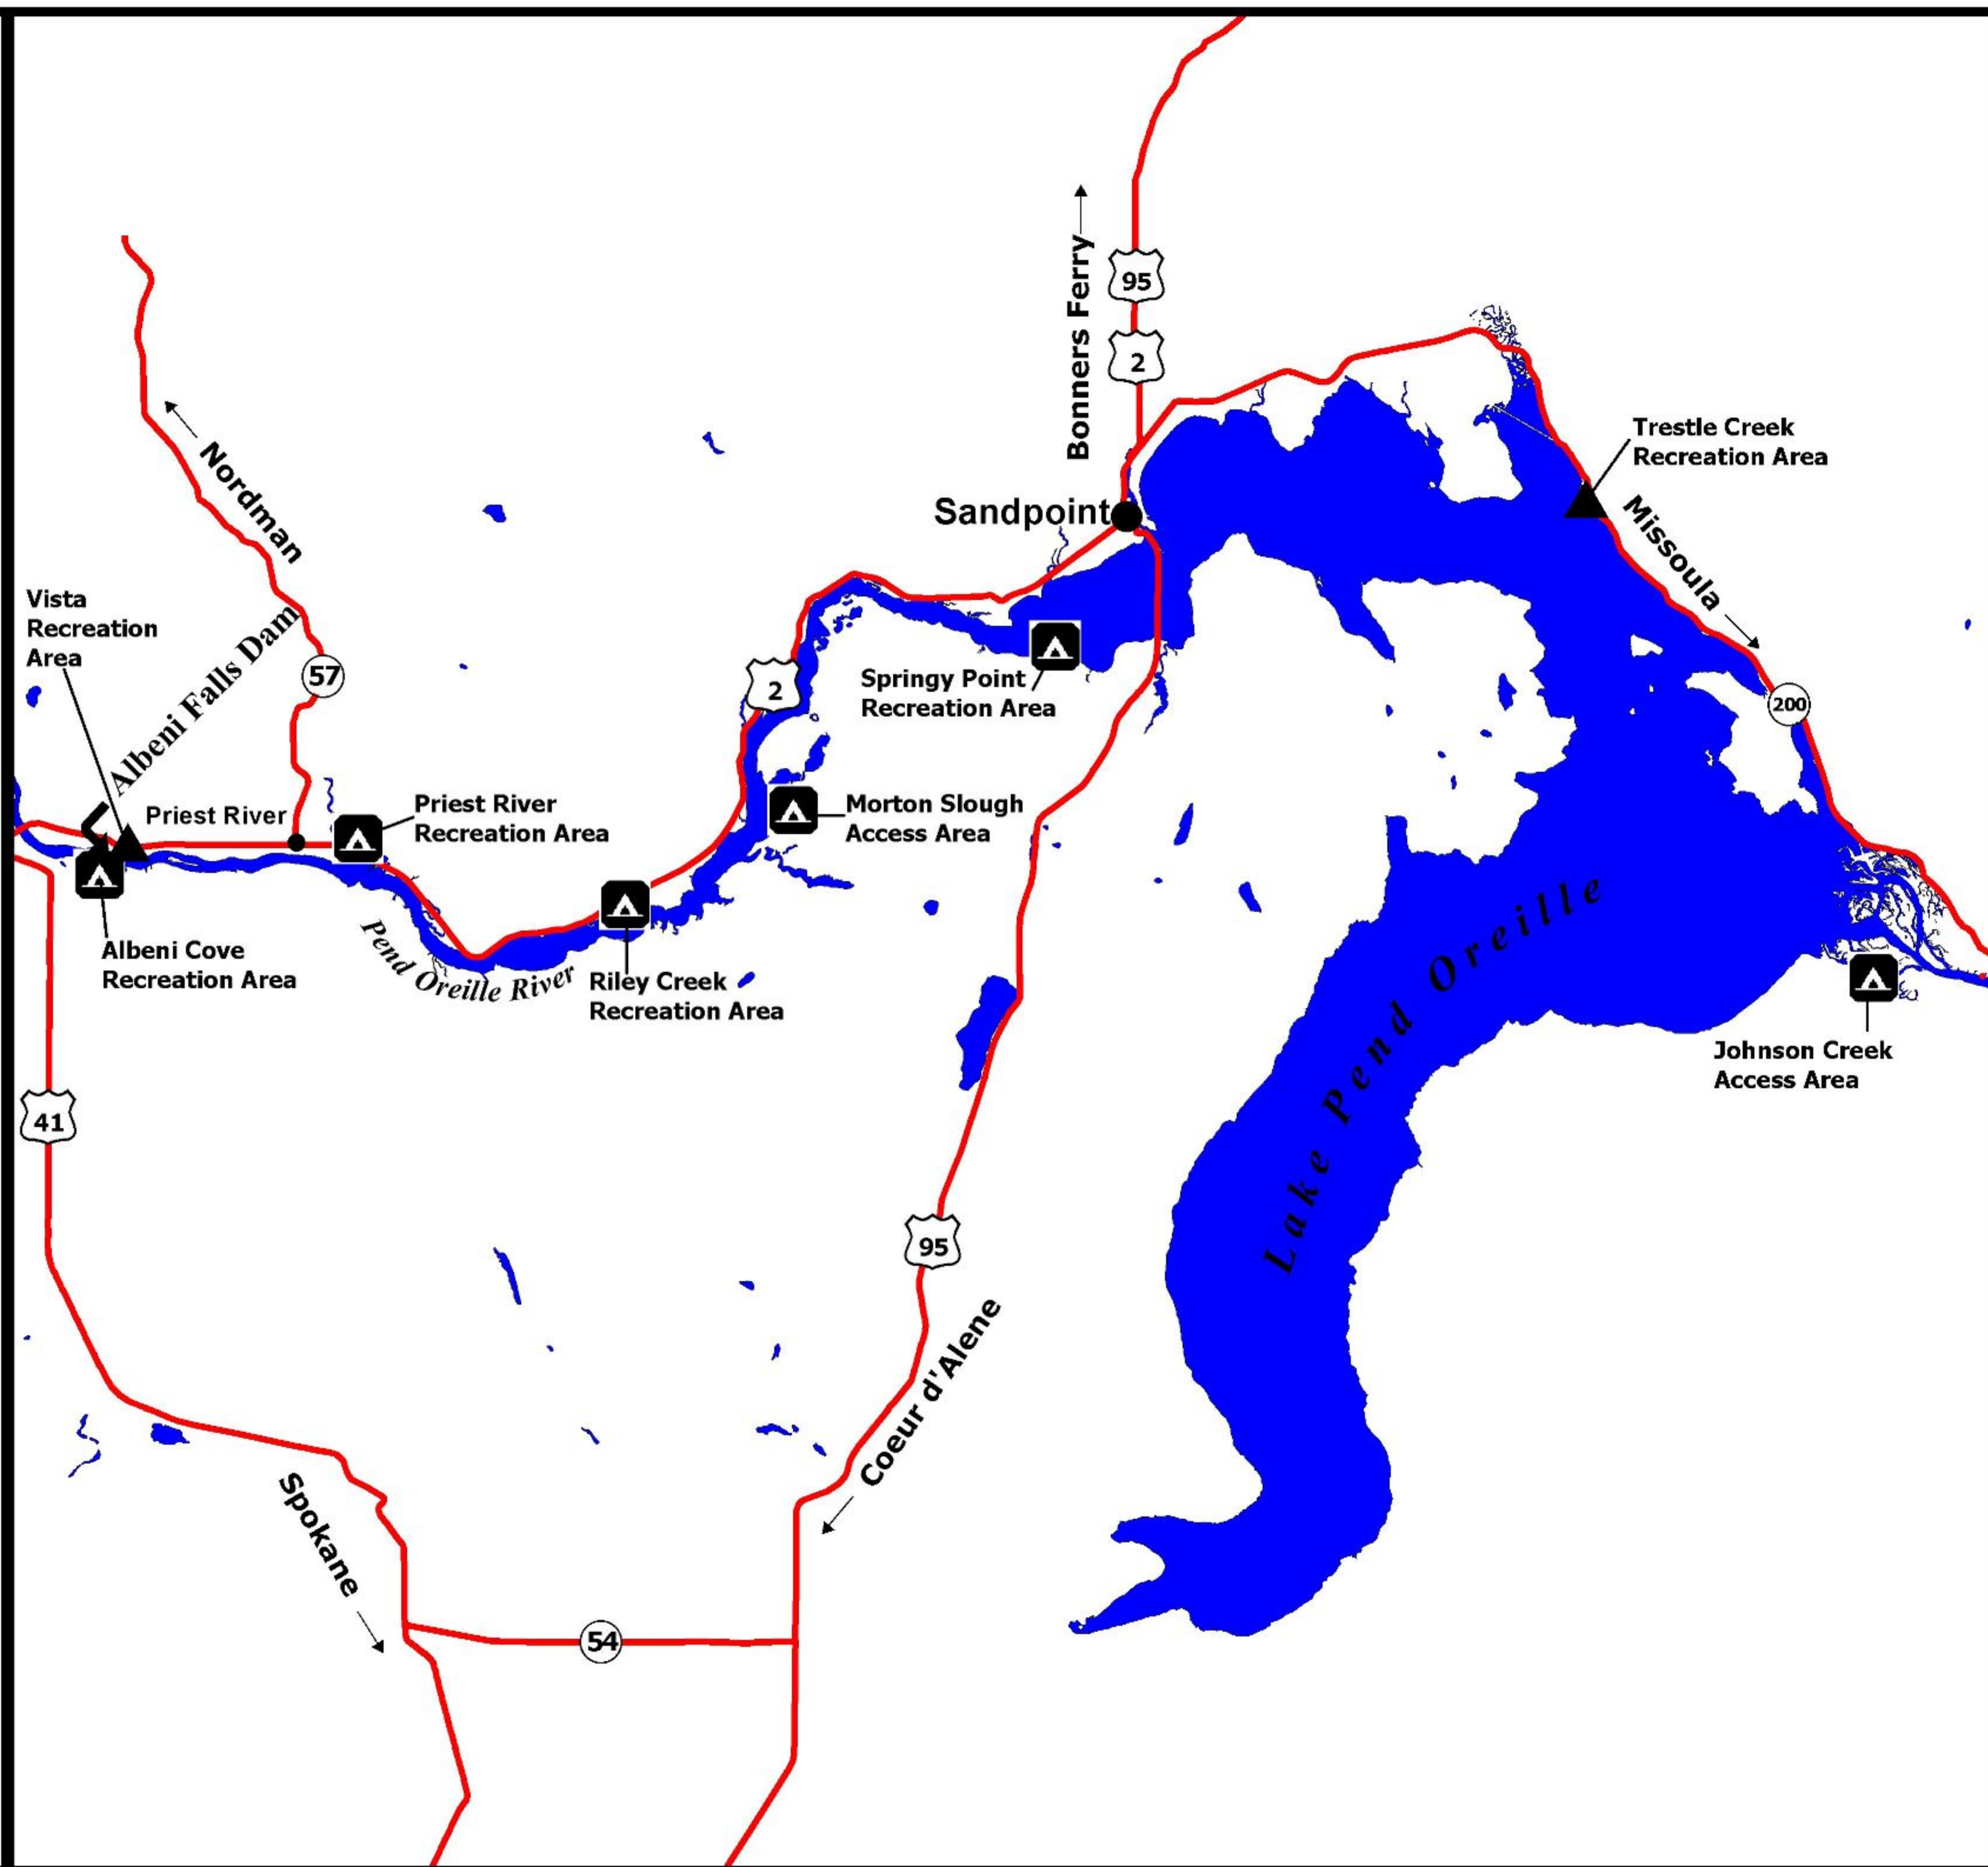 95
2
Bonners Ferry
Trestle Creek
Recreation Area
Nordman
Sandpoint
Missoula
Vista
Recreation
Area
Albeni Falls Dam
57
2
Springy Point
Recreation Area
200
Priest River
Priest River
Recreation Area
Morton Slough
Access Area
Albeni Cove
Recreation Area
Pend Oreille River
Riley Creek
Recreation Area
Lake Pend Oreille
Johnson Creek
Access Area
41
95
Coeur d'Alene
Spokane
54